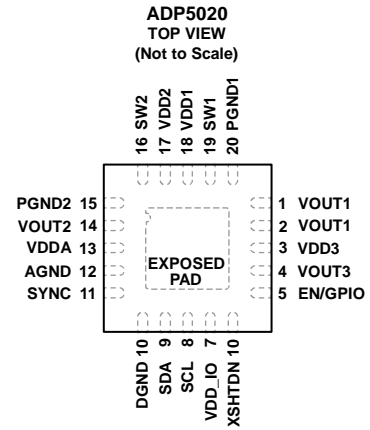 ADP5020
TOP VIEW
(Not to Scale)
16 SW2
17 VDD2
18 VDD1
19 SW1
20 PGND1
PGND2 15
VOUT2 14
VDDA 13
AGND 12
SYNC 11
EXPOSED
PAD
1 VOUT1
2 VOUT1
3 VDD3
4 VOUT3
5 EN/GPIO
DGND 10
SDA 9
SCL 8
VDD_IO 7
XSHTDN 10